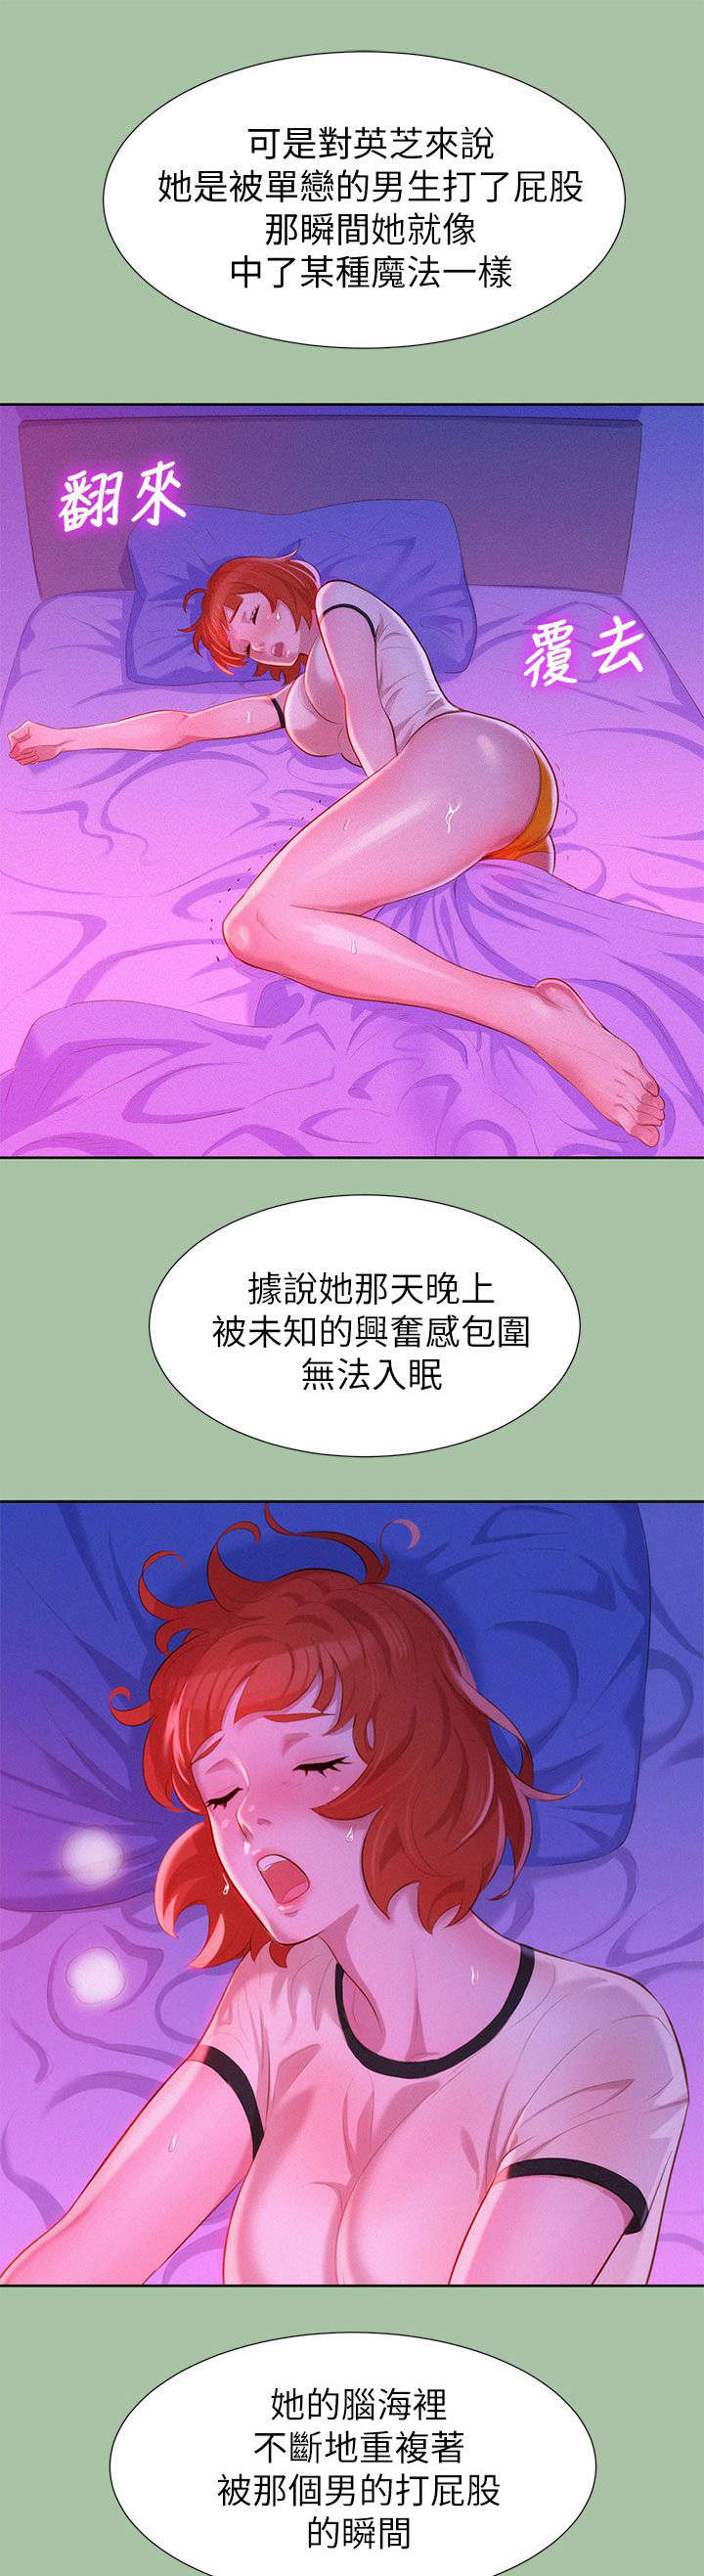 可是對英芝來說
她是被單戀的男生打了屁股
那瞬間她就像
中了某種魔法一樣
翻來
覆去
據說她那天晚上
被未知的興奮感包圍
無法入眠
她的腦海裡
不斷地重複著
被那個男的打屁股
的瞬間